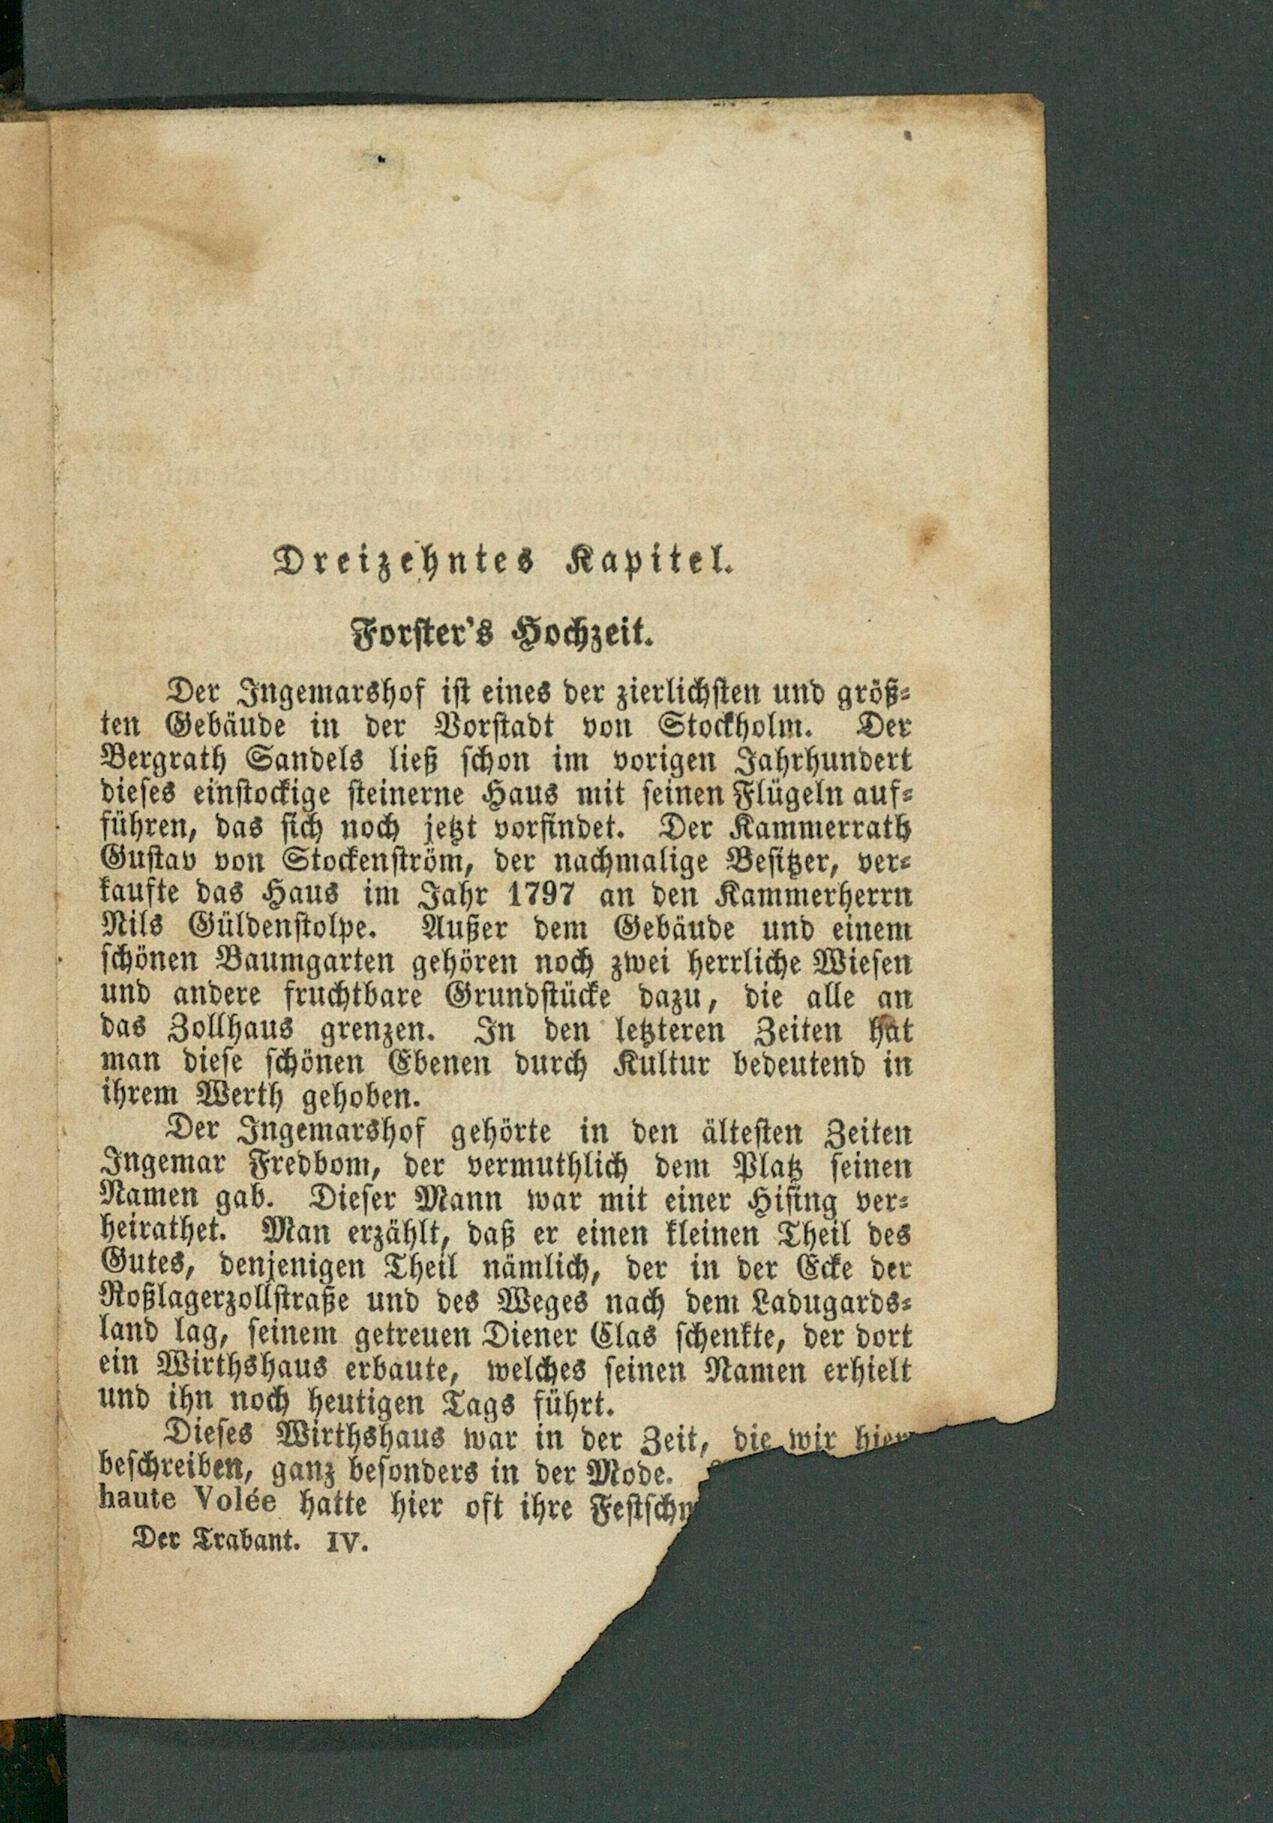 Dreizehntes Kapitel.
Forster's Hochzeit.
Der Ingemarshof ist eines der zierlichsten und größ-
ten Gebäude in der Vorstadt von Stockholm. Der
Bergrath Sandels ließ schon im vorigen Jahrhundert
dieses einstockige steinerne Haus mit seinen Flügeln auf-
führen, das sich noch jetzt vorfindet. Der Kammerrath
Gustav von Stockenström, der nachmalige Besitzer, ver-
kaufte das Haus im Jahr 1797 an den Kammerherrn
Nils Güldenstolpe. Außer dem Gebäude und einem
schönen Baumgarten gehören noch zwei herrliche Wiesen
und andere fruchtbare Grundstücke dazu, die alle an
das Zollhaus grenzen. In den letzteren Zeiten hat
man diese schönen Ebenen durch Kultur bedeutend in
ihrem Werth gehoben.
Der Ingemarshof gehörte in den ältesten Zeiten
Ingemar Fredbom, der vermuthlich dem Platz seinen
Namen gab. Dieser Mann war mit einer Hising ver-
heirathet. Man erzählt, daß er einen kleinen Theil des
Gutes, denjenigen Theil nämlich, der in der Ecke der
Roßlagerzollstraße und des Weges nach dem Ladugards-
land lag, seinem getreuen Diener Clas schenkte, der dort
ein Wirthshaus erbaute, welches seinen Namen erhielt
und ihn noch heutigen Tags führt.
Dieses Wirthshaus war in der Zeit, die wir hier
beschreiben, ganz besonders in der Mode.
haute Volée hatte hier oft ihre
Der Trabant. IV.